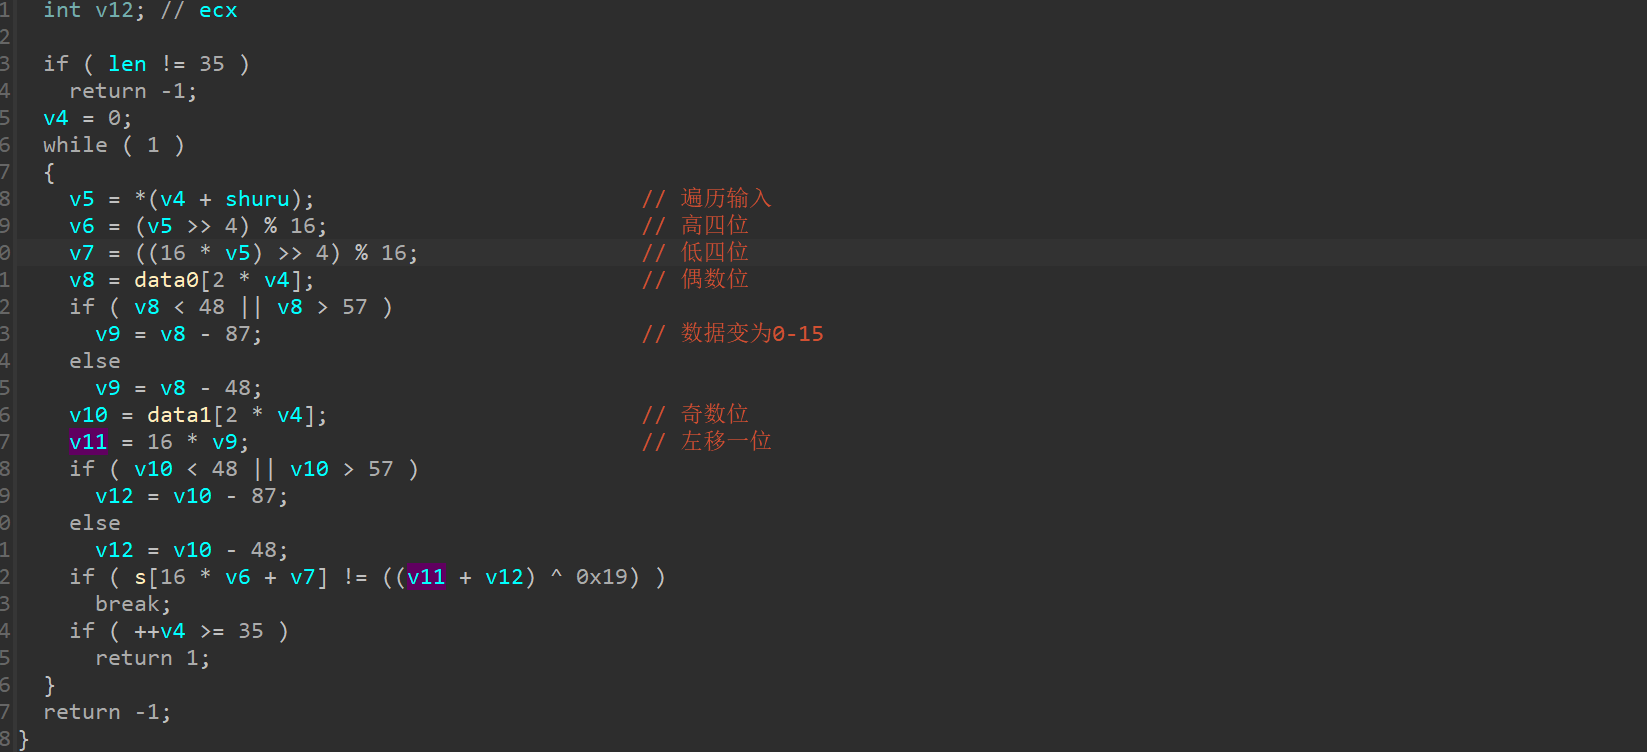 1 int v12; // ecx
2
3 if ( len != 35 )
4 return -1;
5 v4 = 0;
6 while ( 1 )
7 {
8 v5 = *(v4 + shuru); // 遍历输入
9 v6 = (v5 >> 4) % 16; // 高四位
0 v7 = ((16 * v5) >> 4) % 16; // 低四位
1 v8 = data0[2 * v4]; // 偶数位
2 if ( v8 < 48 || v8 > 57 )
3 v9 = v8 - 87; // 数据变为0-15
4 else
5 v9 = v8 - 48;
6 v10 = data1[2 * v4]; // 奇数位
7 v11 = 16 * v9; // 左移一位
8 if ( v10 < 48 || v10 > 57 )
9 v12 = v10 - 87;
0 else
1 v12 = v10 - 48;
2 if ( s[16 * v6 + v7] != ((v11 + v12) ^ 0x19) )
3 break;
4 if ( ++v4 >= 35 )
5 return 1;
6 }
7 return -1;
8 }